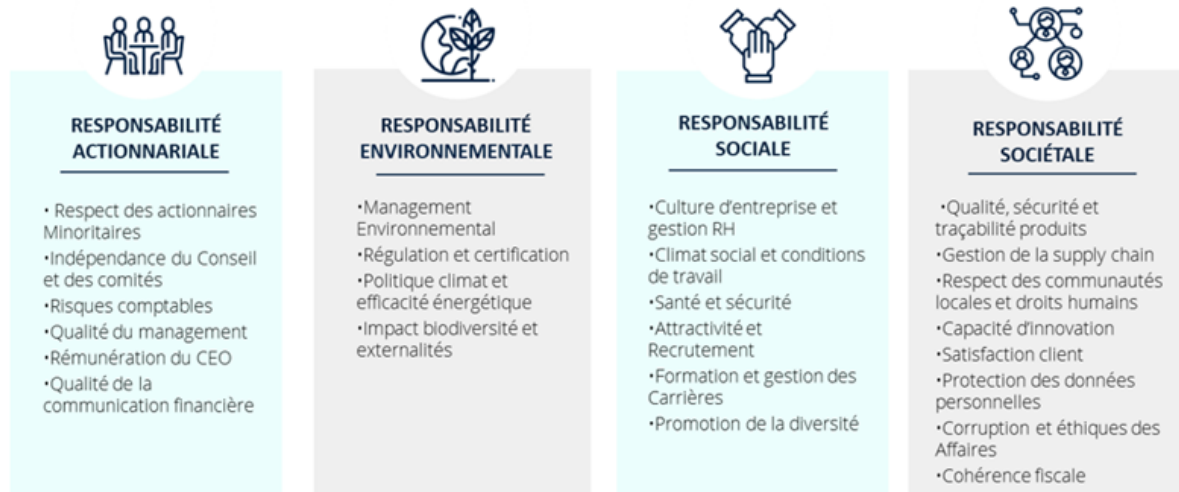 RESPONSABILITÉ
ACTIONNARIALE
• Respect des actionnaires
Minoritaires
•Indépendance du Conseil
et des comités
•Risques comptables
•Qualité du management
•Rémunération du CEO
•Qualité de la
communication financière
RESPONSABILITÉ
ENVIRONNEMENTALE
•Management
Environnemental
•Régulation et certification
•Politique climat et
efficacité énergétique
•Impact biodiversité et
externalités
RESPONSABILITÉ
SOCIALE
•Culture d’entreprise et
gestion RH
•Climat social et conditions
de travail
•Santé et sécurité
•Attractivité et
Recrutement
•Formation et gestion des
Carrières
•Promotion de la diversité
RESPONSABILITÉ
SOCIÉTALE
•Qualité, sécurité et
traçabilité produits
•Gestion de la supply chain
•Respect des communautés
locales et droits humains
•Capacité d’innovation
•Satisfaction client
•Protection des données
personnelles
•Corruption et éthiques des
Affaires
•Cohérence fiscale